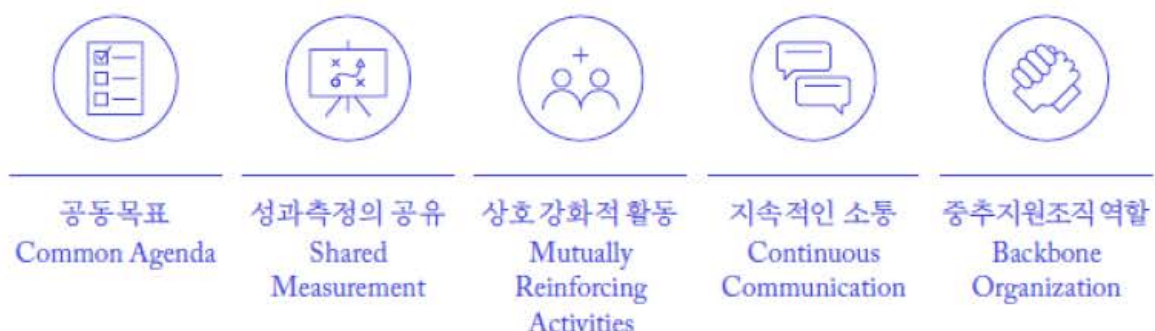 공동목표
Common Agenda
성과측정의 공유
Shared
Measurement
상호 강화적 활동
Mutually
Reinforcing
Activities
지속적인 소통
Continuous
Communication
중추지원조직 역할
Backbone
Organization